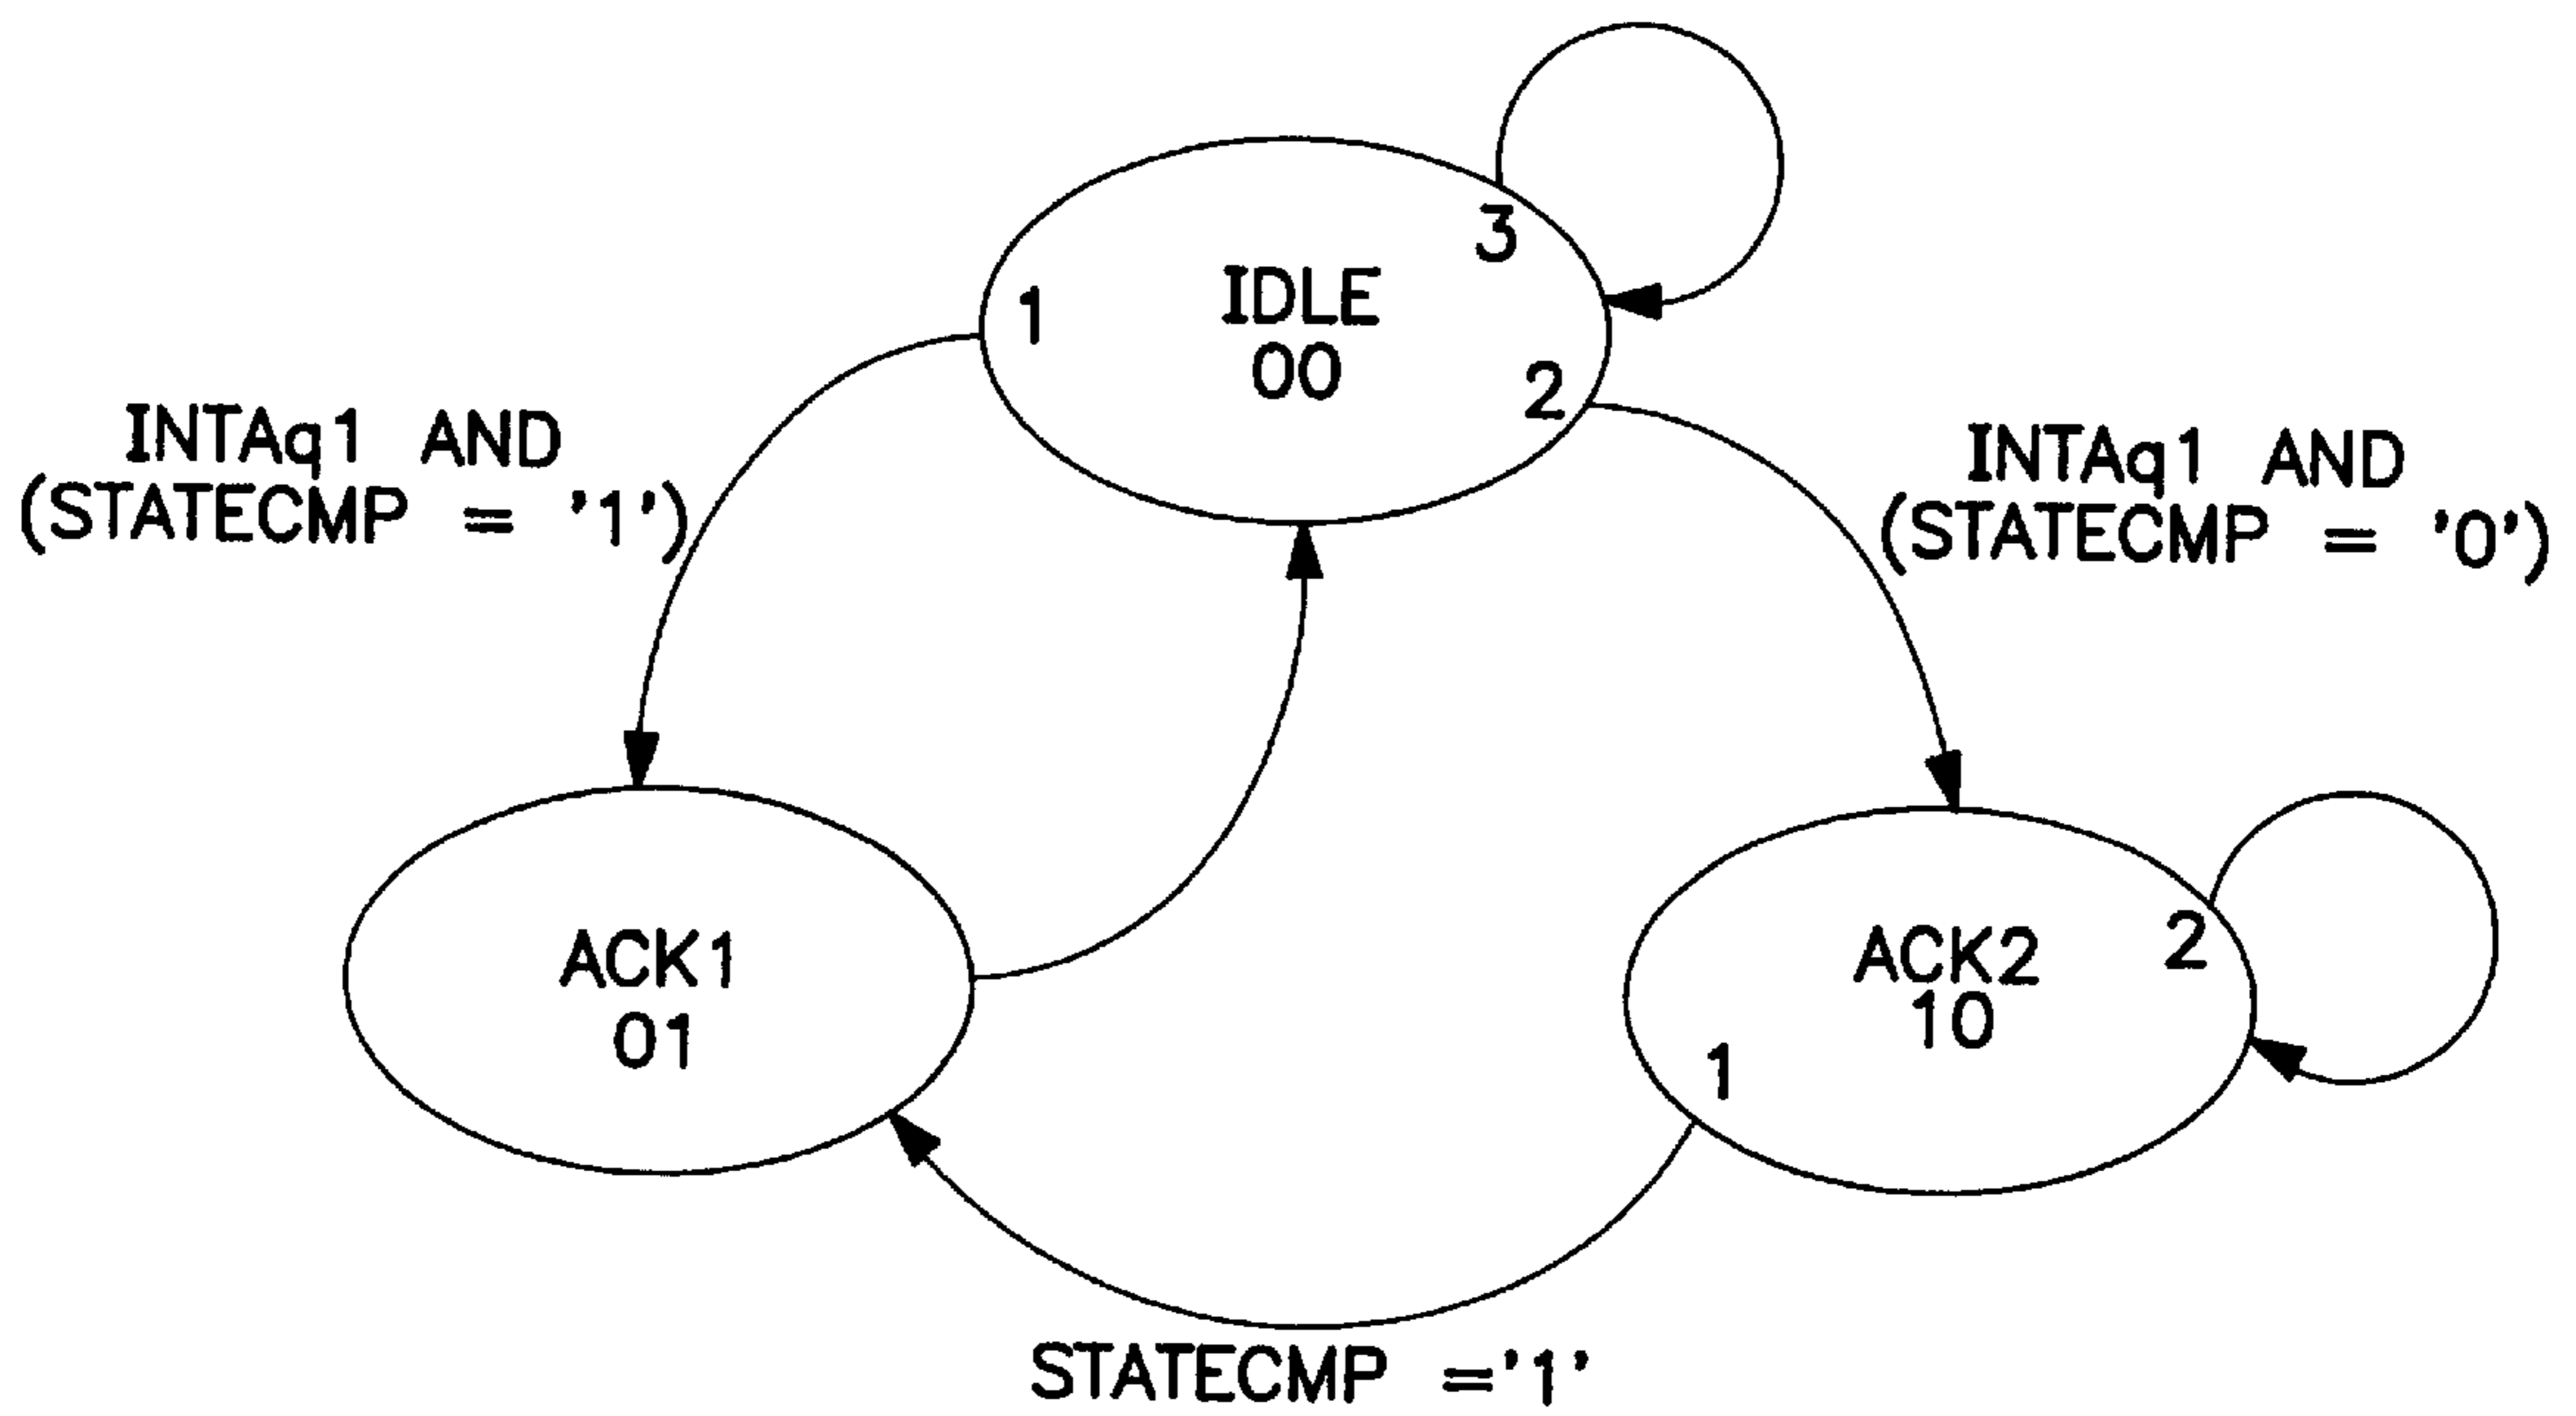 3
IDLE
1
00
2
INTAq1 AND
(STATECMP = '1')
INTAq1 AND
(STATECMP = '0')
ACK1
01
ACK2
2
10
1
STATECMP ='1'